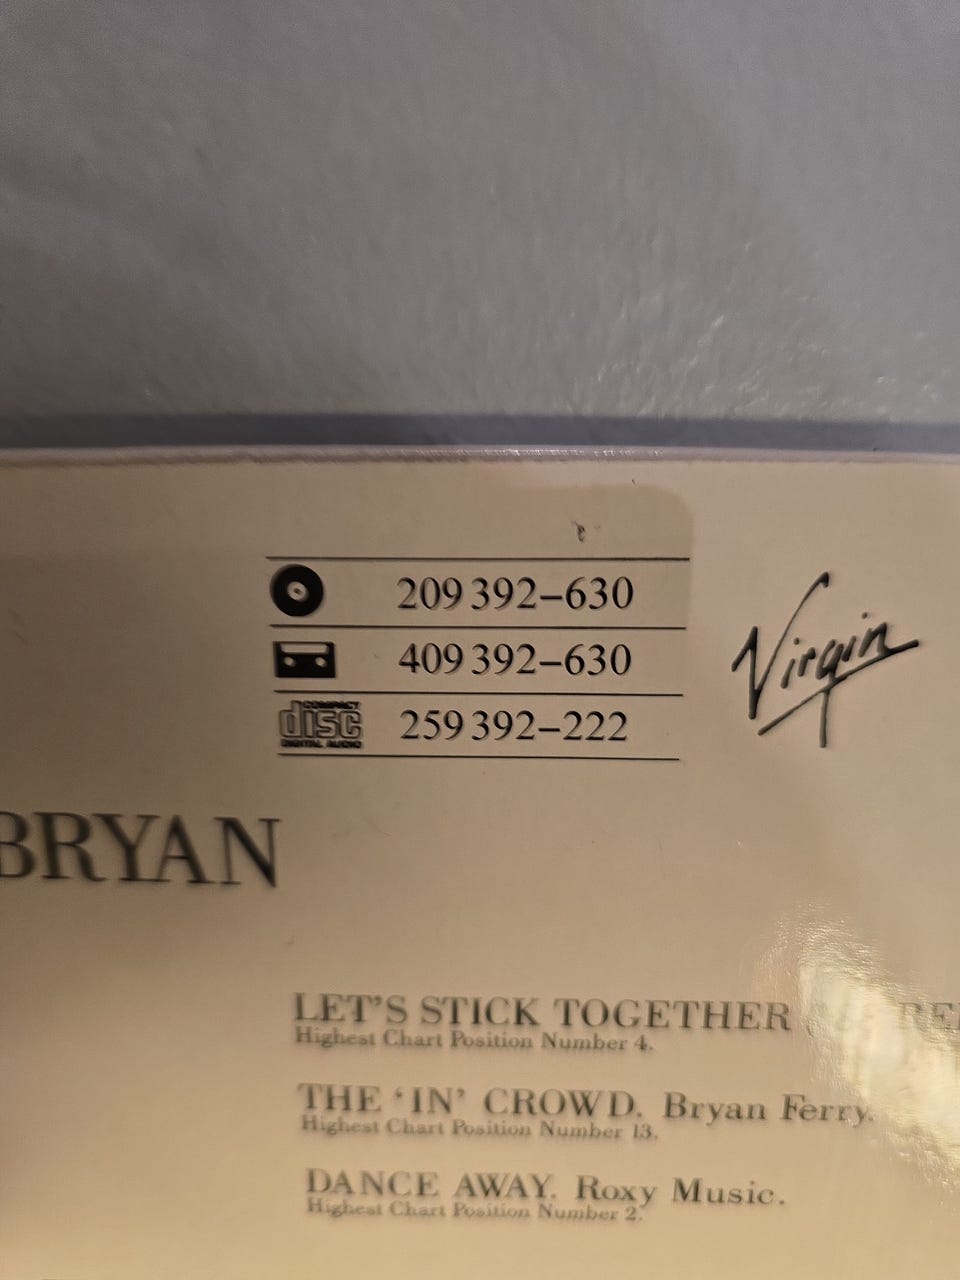 209 392–630
409 392–630
COMPACT
disc
DIGITAL AUDIO
259 392–222
Virgin
BRYAN
LET'S STICK TOGETHER
Highest Chart Position Number 4.
THE ‘IN’ CROWD. Bryan Ferry.
Highest Chart Position Number 13.
DANCE AWAY. Roxy Music.
Highest Chart Position Number 2.